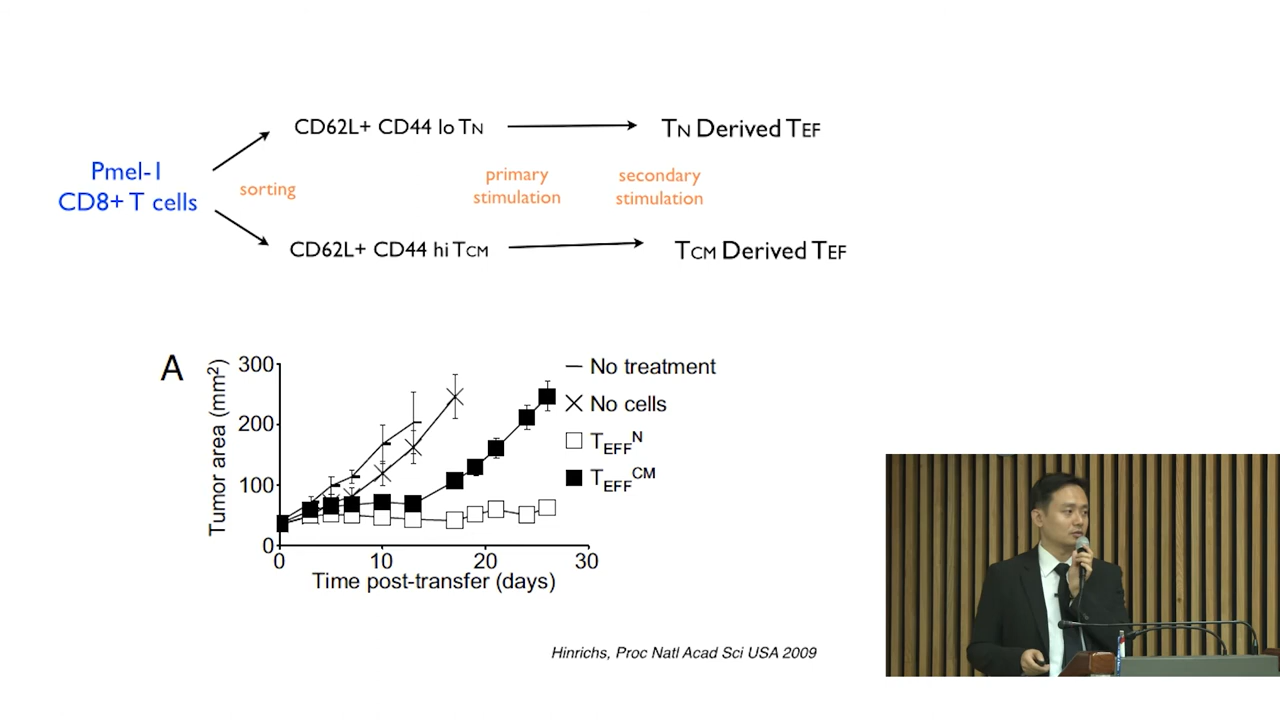 CD62L+ CD44 lo TN
TN Derived TEF
Pmel-1
CD8+ T cells
sorting
primary
stimulation
secondary
stimulation
CD62L+ CD44 hi TCM
TCM Derived TEF
A
Tumor area (mm²)
300
200
100
0
0
10
20
30
Time post-transfer (days)
No treatment
No cells
TEFFN
TEFFCM
Hinrichs, Proc Natl Acad Sci USA 2009